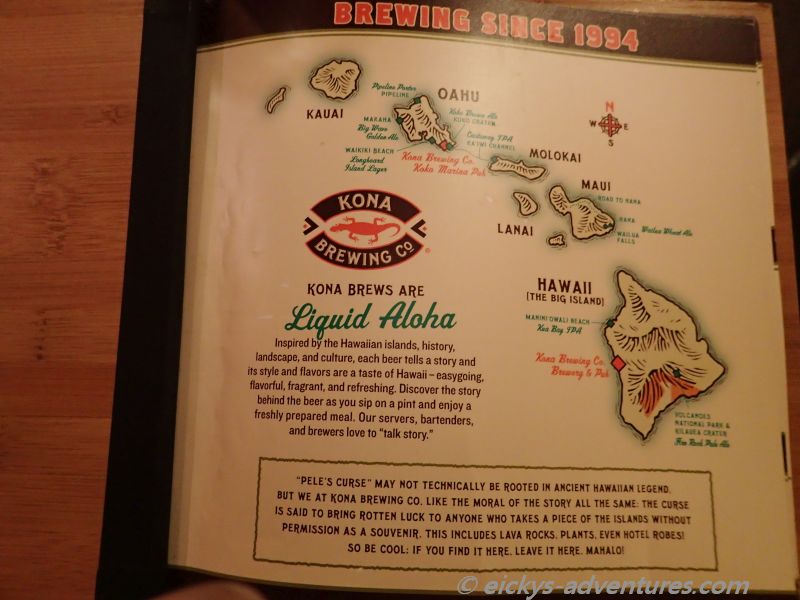 BREWING SINCE 1994
KAUAI
OAHU
Pipeline Porter
PIPELINE
Koko Brown Ale
KOKO CRATER
MAKAHA
Big Wave
Golden Ale
WAIKIKI BEACH
Longboard
Island Lager
Castaway IPA
KAIWI CHANNEL
Kona Brewing Co.
Koko Marina Pub
N
W E
S
MOLOKAI
MAUI
ROAD TO HANA
HANA
WAILUA
FALLS
Wailua Wheat Ale
LANAI
KONA
BREWING CO
®
HAWAII
[THE BIG ISLAND]
MANINI'OWALI BEACH
Kua Bay IPA
Kona Brewing Co.
Brewery & Pub
VOLCANOES
NATIONAL PARK &
KILAUEA CRATER
Fire Rock Pale Ale
KONA BREWS ARE
Liquid Aloha
Inspired by the Hawaiian islands, history,
landscape, and culture, each beer tells a story and
its style and flavors are a taste of Hawaii – easygoing,
flavorful, fragrant, and refreshing. Discover the story
behind the beer as you sip on a pint and enjoy a
freshly prepared meal. Our servers, bartenders,
and brewers love to “talk story.”
“PELE'S CURSE” MAY NOT TECHNICALLY BE ROOTED IN ANCIENT HAWAIIAN LEGEND,
BUT WE AT KONA BREWING CO. LIKE THE MORAL OF THE STORY ALL THE SAME: THE CURSE
IS SAID TO BRING ROTTEN LUCK TO ANYONE WHO TAKES A PIECE OF THE ISLANDS WITHOUT
PERMISSION AS A SOUVENIR. THIS INCLUDES LAVA ROCKS, PLANTS, EVEN HOTEL ROBES!
SO BE COOL: IF YOU FIND IT HERE, LEAVE IT HERE. MAHALO!
© eickys-adventures.com